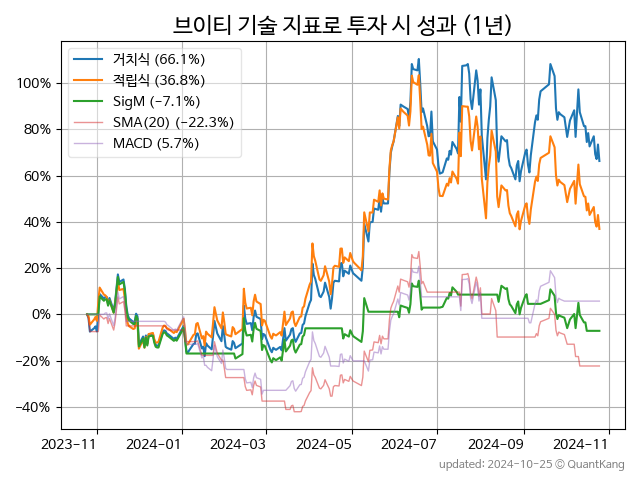 브이티 기술 지표로 투자 시 성과 (1년)
거치식 (66.1%)
적립식 (36.8%)
SigM (−7.1%)
SMA(20) (−22.3%)
MACD (5.7%)
100%
80%
60%
40%
20%
0%
−20%
−40%
2023−11 2024−01 2024−03 2024−05 2024−07 2024−09 2024−11
updated: 2024-10-25 © QuantKang